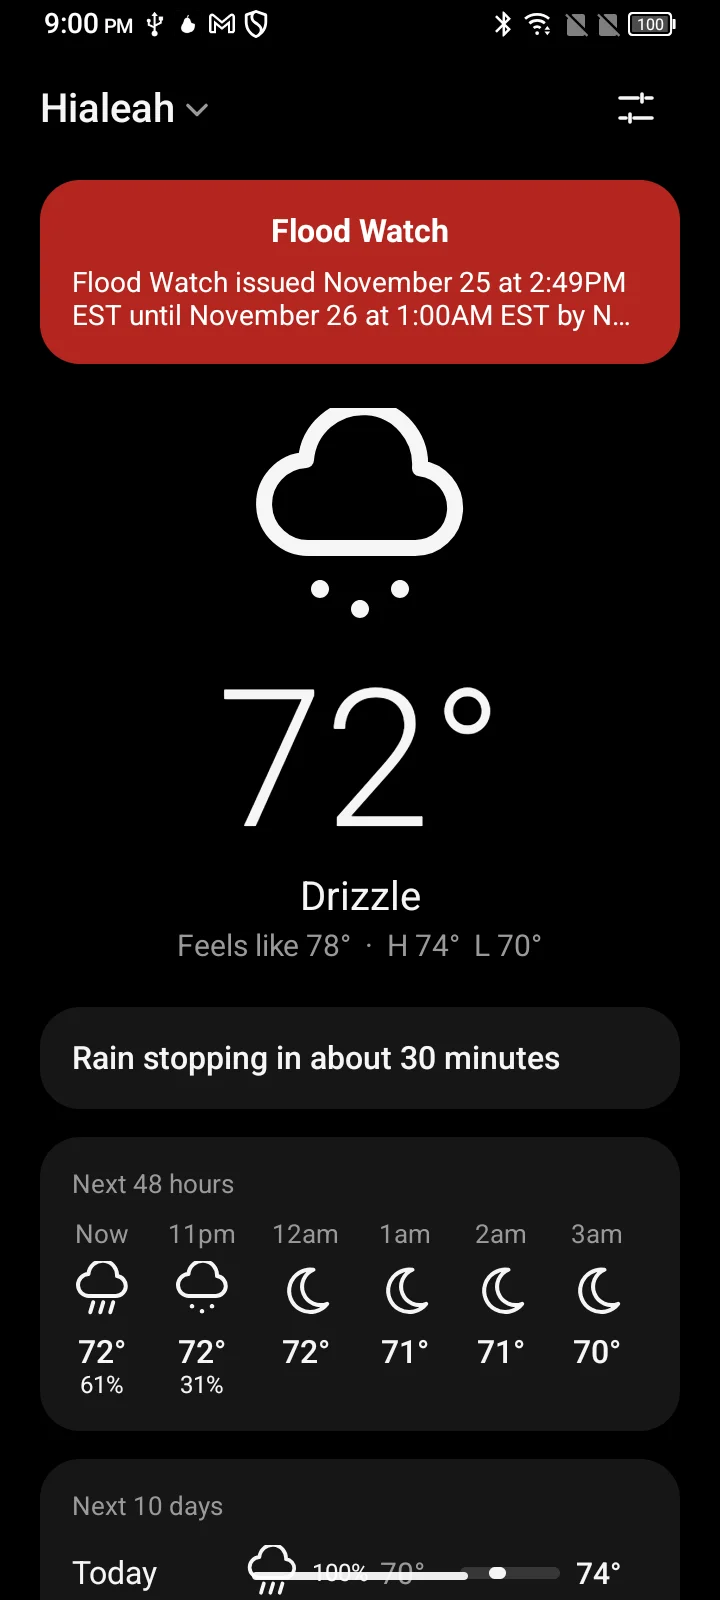 9:00 PM 100
Hialeah
Flood Watch
Flood Watch issued November 25 at 2:49PM
EST until November 26 at 1:00AM EST by N...
72°
Drizzle
Feels like 78° · H 74° L 70°
Rain stopping in about 30 minutes
Next 48 hours
Now 11pm 12am 1am 2am 3am
72° 72° 72° 71° 71° 70°
61% 31%
Next 10 days
Today 100% 70° 74°